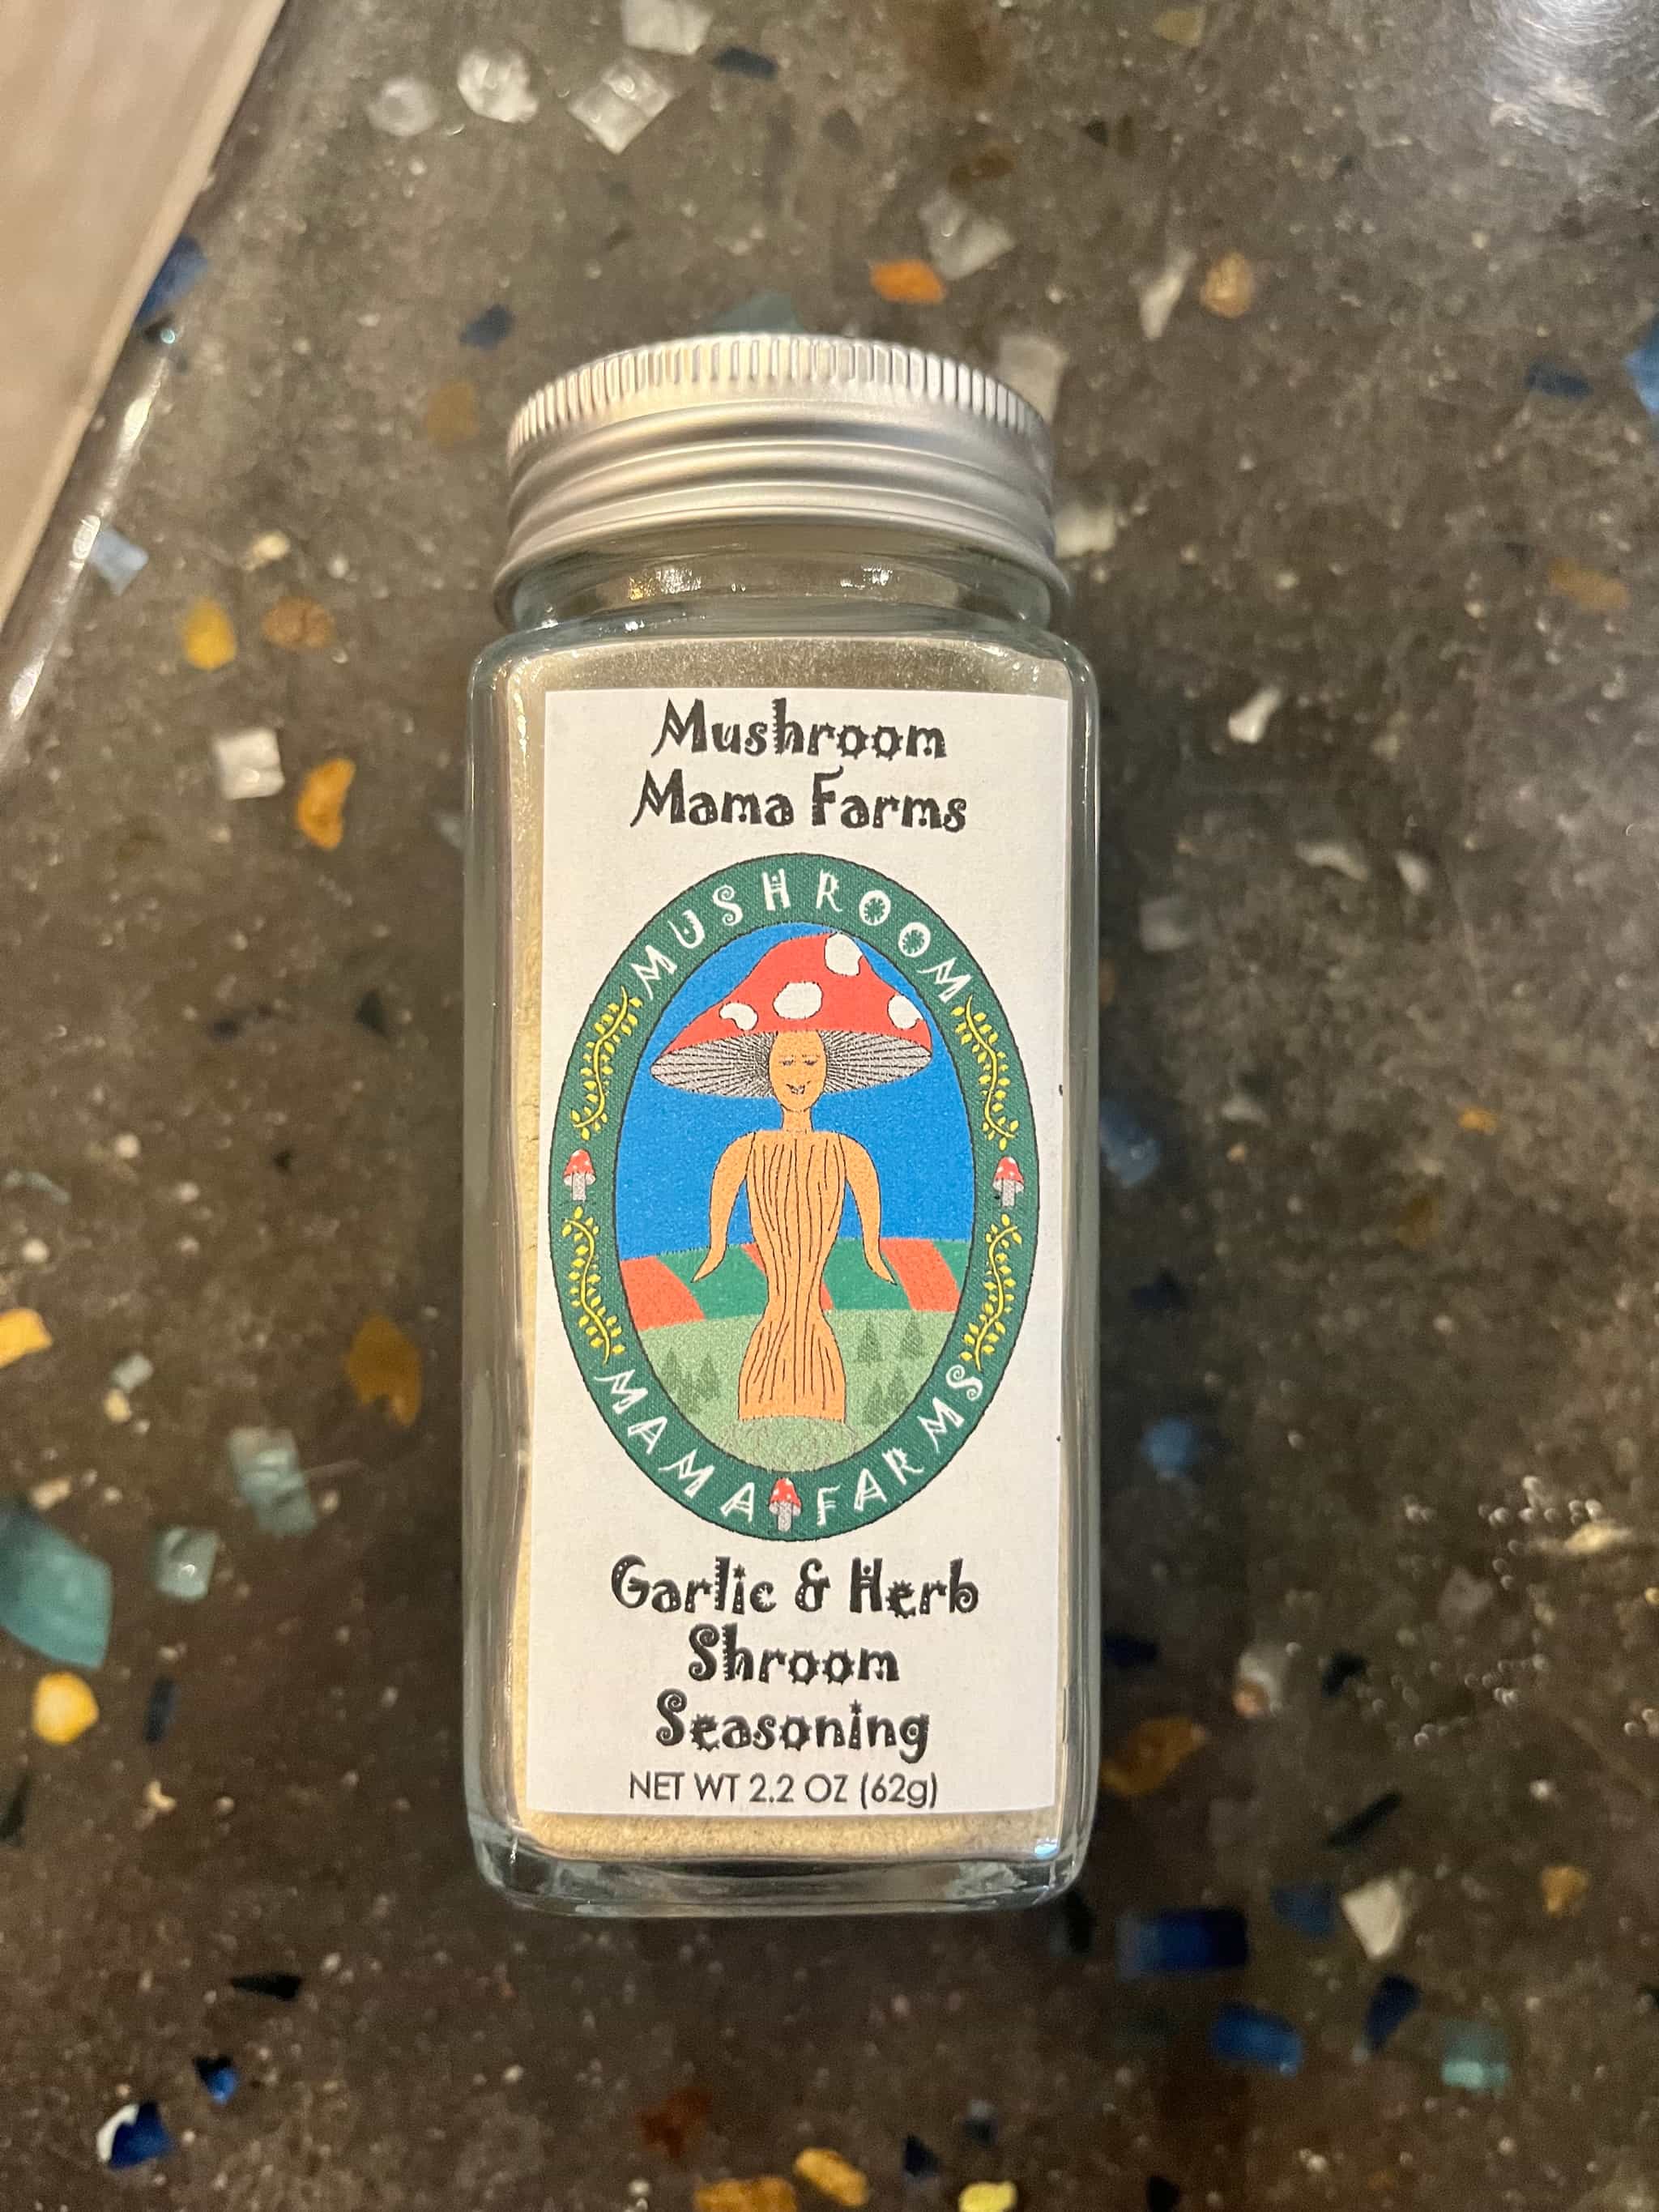 Mushroom
Mama Farms
MUSHROOM
MAMA FARMS
Garlic & Herb
Shroom
Seasoning
NET WT 2.2 OZ (62g)